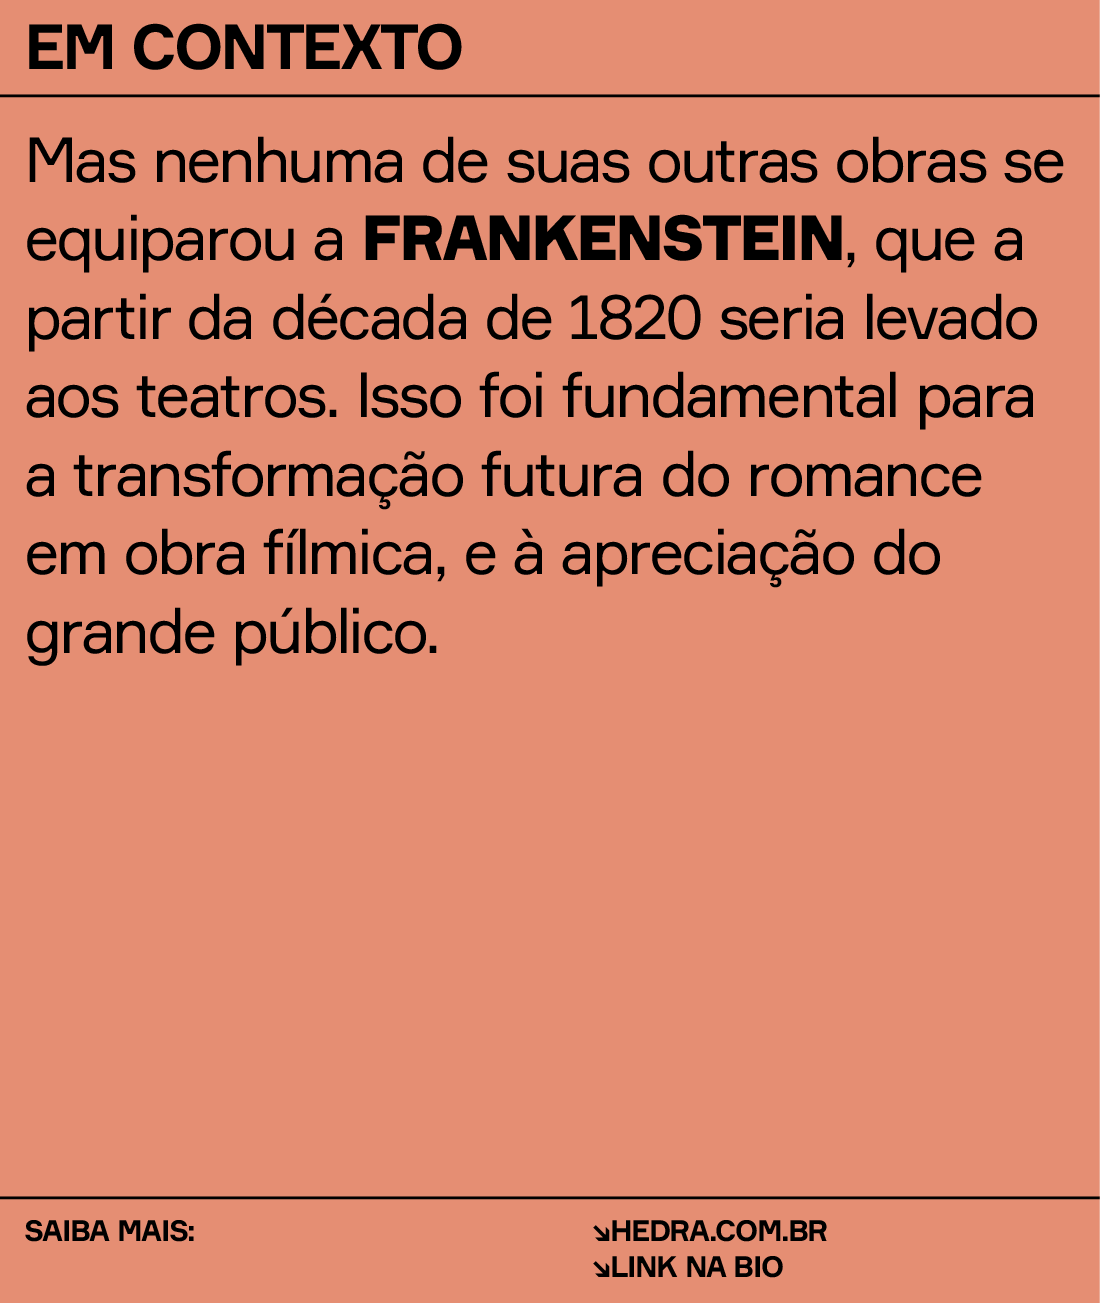 EM CONTEXTO
Mas nenhuma de suas outras obras se
equiparou a FRANKENSTEIN, que a
partir da década de 1820 seria levado
aos teatros. Isso foi fundamental para
a transformação futura do romance
em obra fílmica, e à apreciação do
grande público.
SAIBA MAIS:
↘HEDRA.COM.BR
↘LINK NA BIO